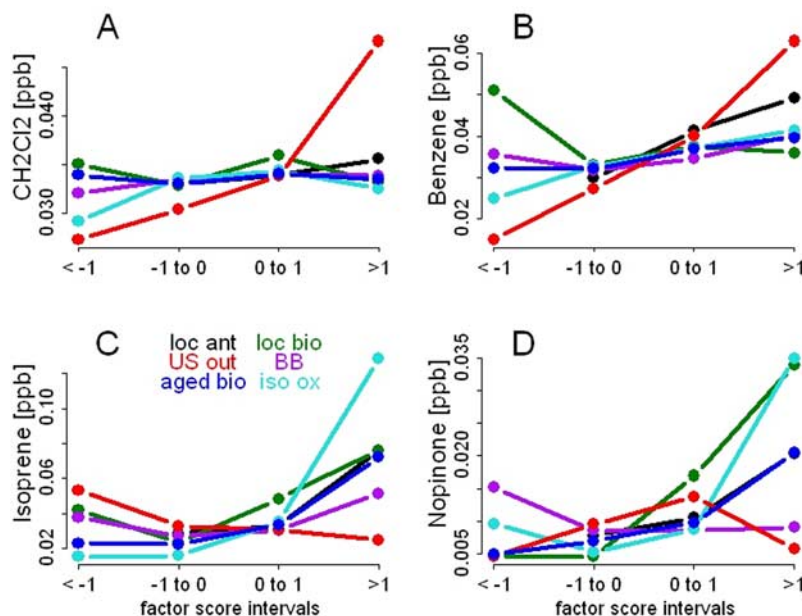 A
CH2Cl2 [ppb]
0.040
0.030
< -1
-1 to 0
0 to 1
>1
B
Benzene [ppb]
0.06
0.04
0.02
< -1
-1 to 0
0 to 1
>1
C
loc ant loc bio
US out BB
aged bio iso ox
Isoprene [ppb]
0.10
0.06
0.02
< -1
-1 to 0
0 to 1
>1
factor score intervals
D
Nopinone [ppb]
0.035
0.020
0.005
< -1
-1 to 0
0 to 1
>1
factor score intervals